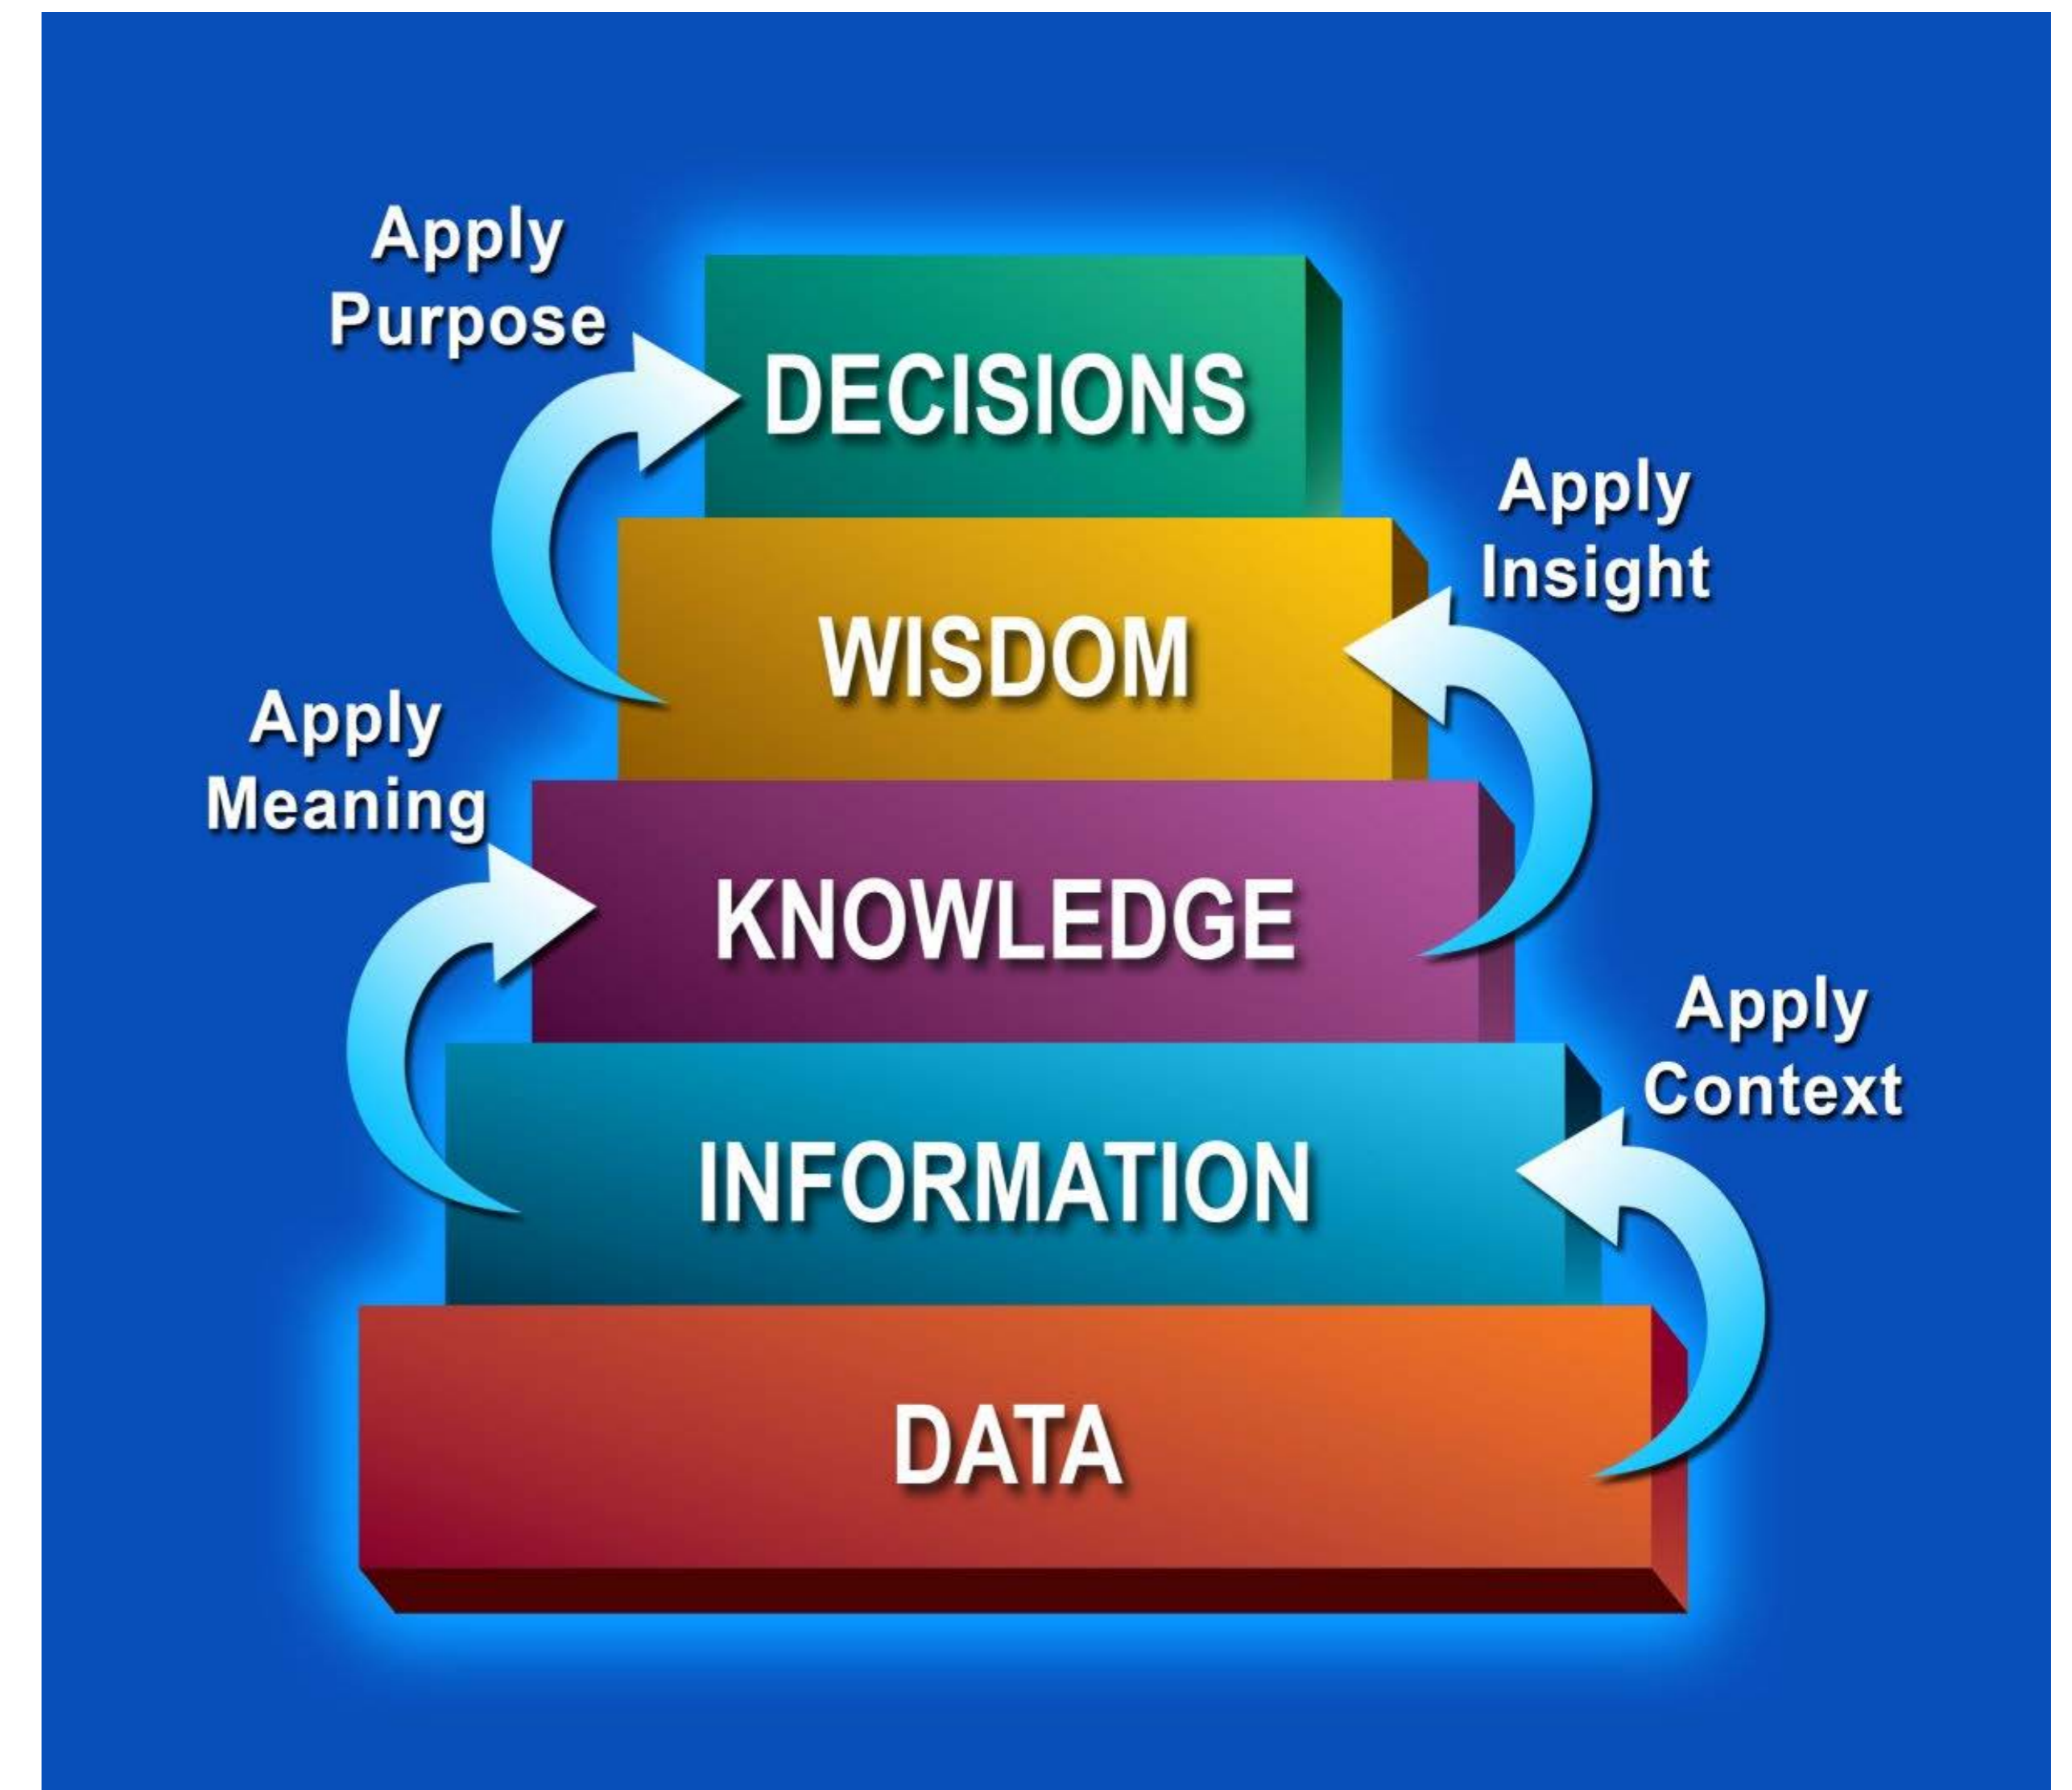 Apply
Purpose
DECISIONS
Apply
Insight
WISDOM
Apply
Meaning
KNOWLEDGE
Apply
Context
INFORMATION
DATA